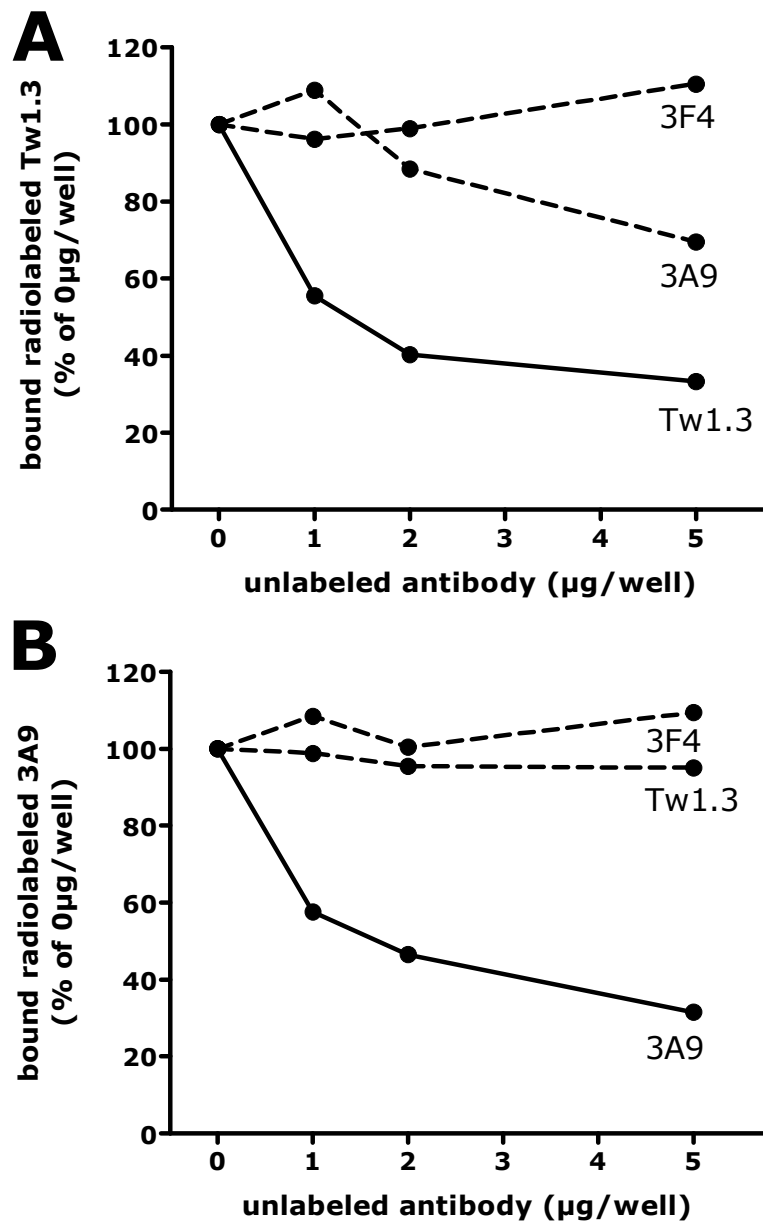 A
bound radiolabeled Tw1.3
(% of 0µg/well)
120
100
80
60
40
20
0
3F4
3A9
Tw1.3
0 1 2 3 4 5
unlabeled antibody (µg/well)
B
bound radiolabeled 3A9
(% of 0µg/well)
120
100
80
60
40
20
0
3F4
Tw1.3
3A9
0 1 2 3 4 5
unlabeled antibody (µg/well)